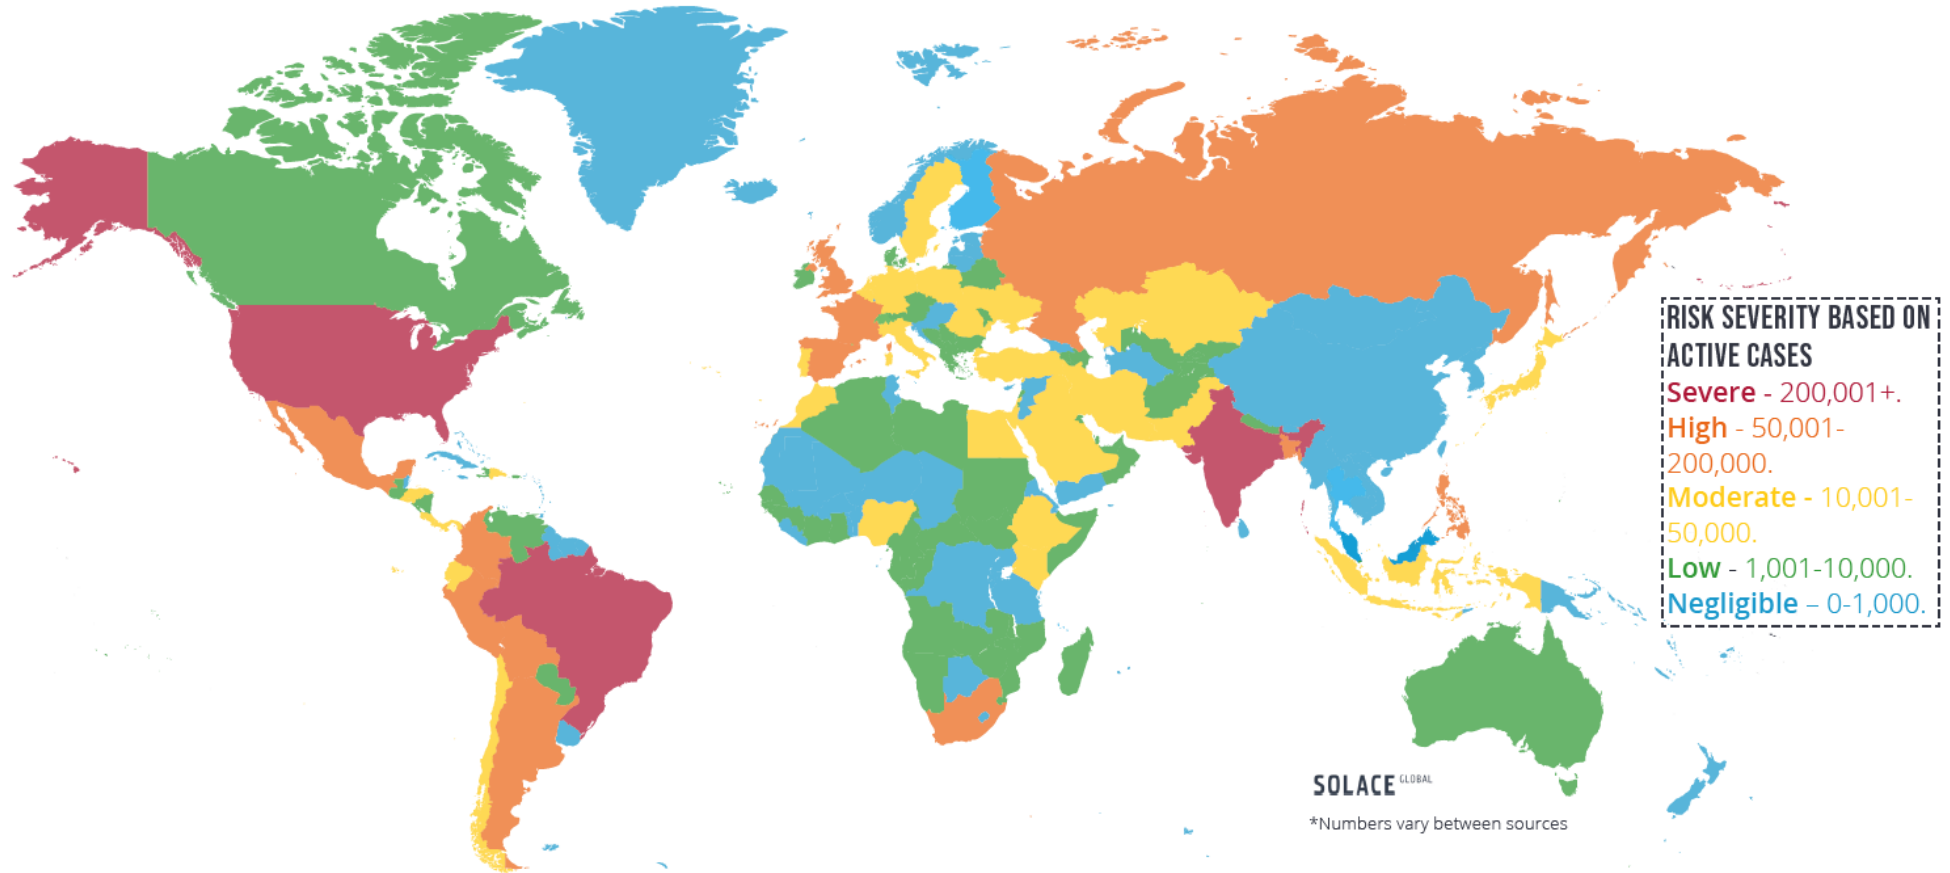 RISK SEVERITY BASED ON
ACTIVE CASES
Severe - 200,001+.
High - 50,001-
200,000.
Moderate - 10,001-
50,000.
Low - 1,001-10,000.
Negligible – 0-1,000.
SOLACE GLOBAL
*Numbers vary between sources